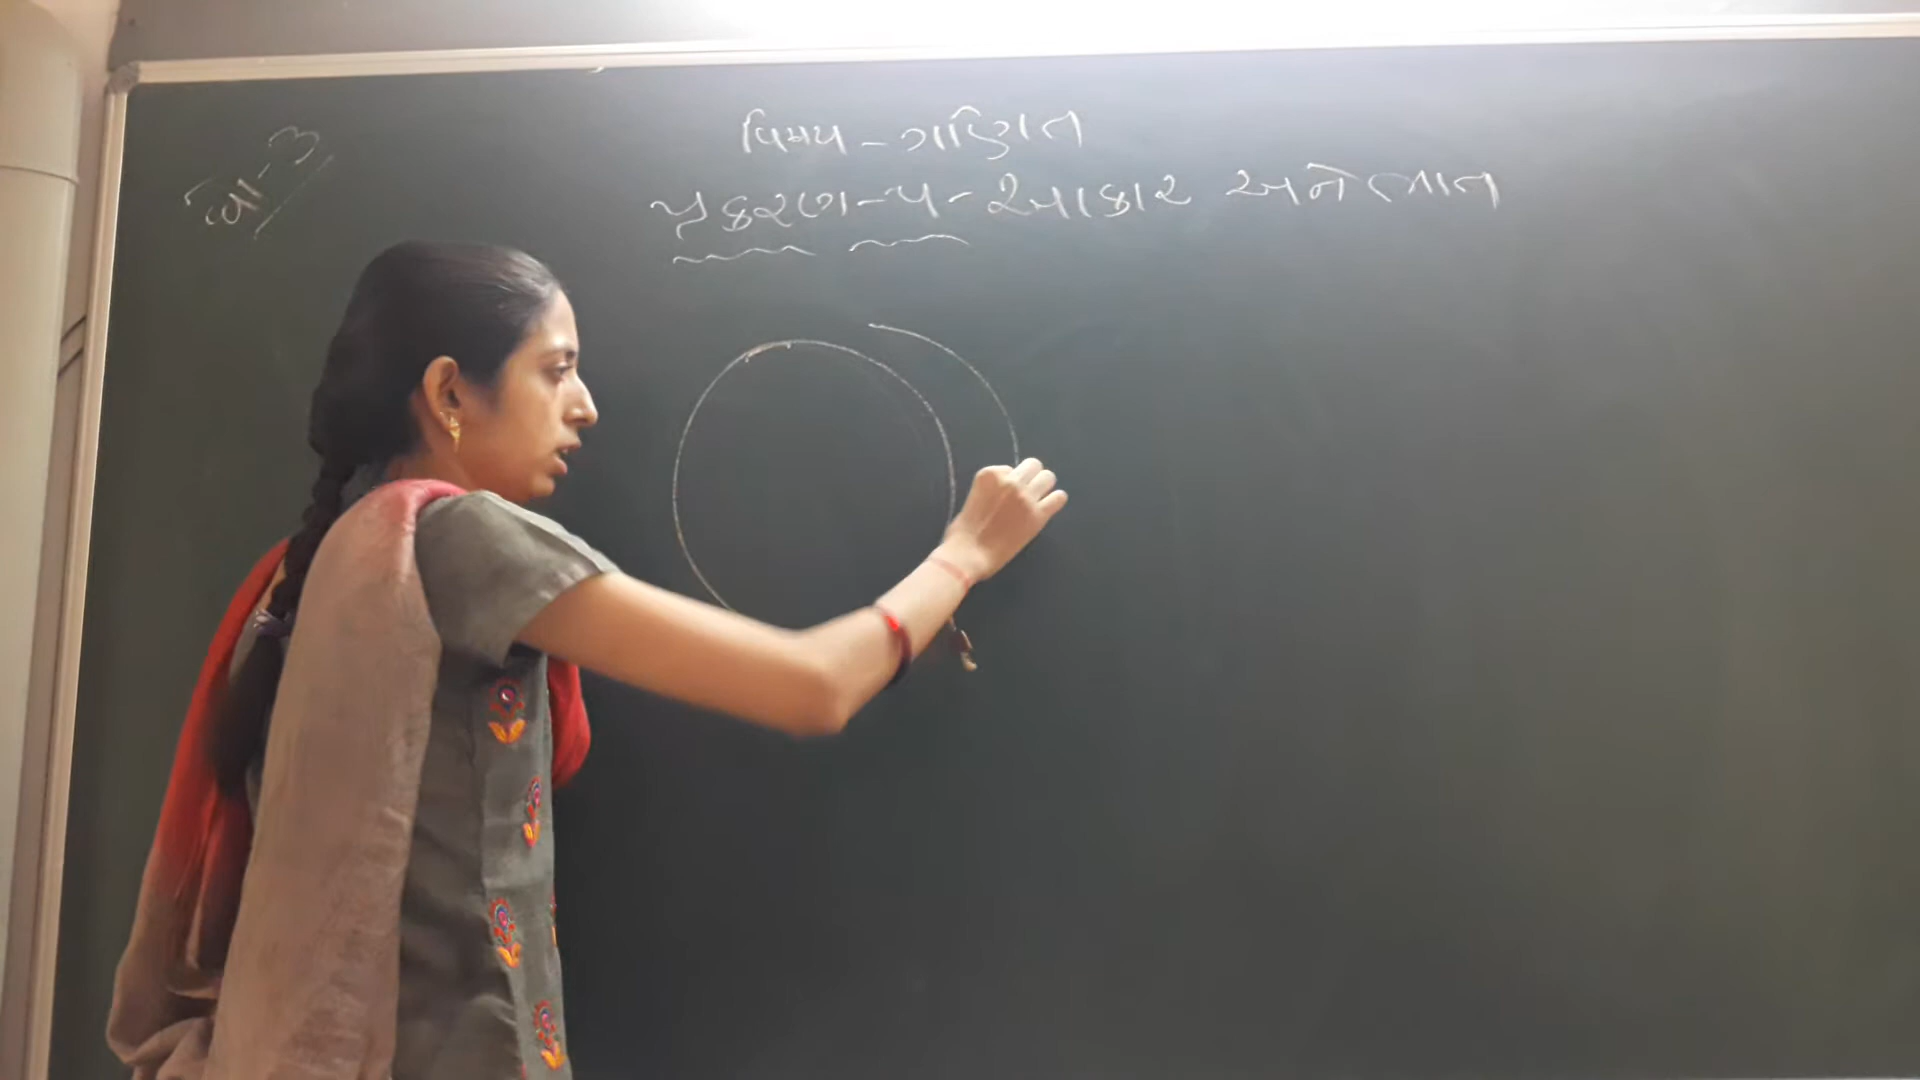 ધો-૩
વિષય - ગણિત
પ્રકરણ-૫- આકાર અને ભાત